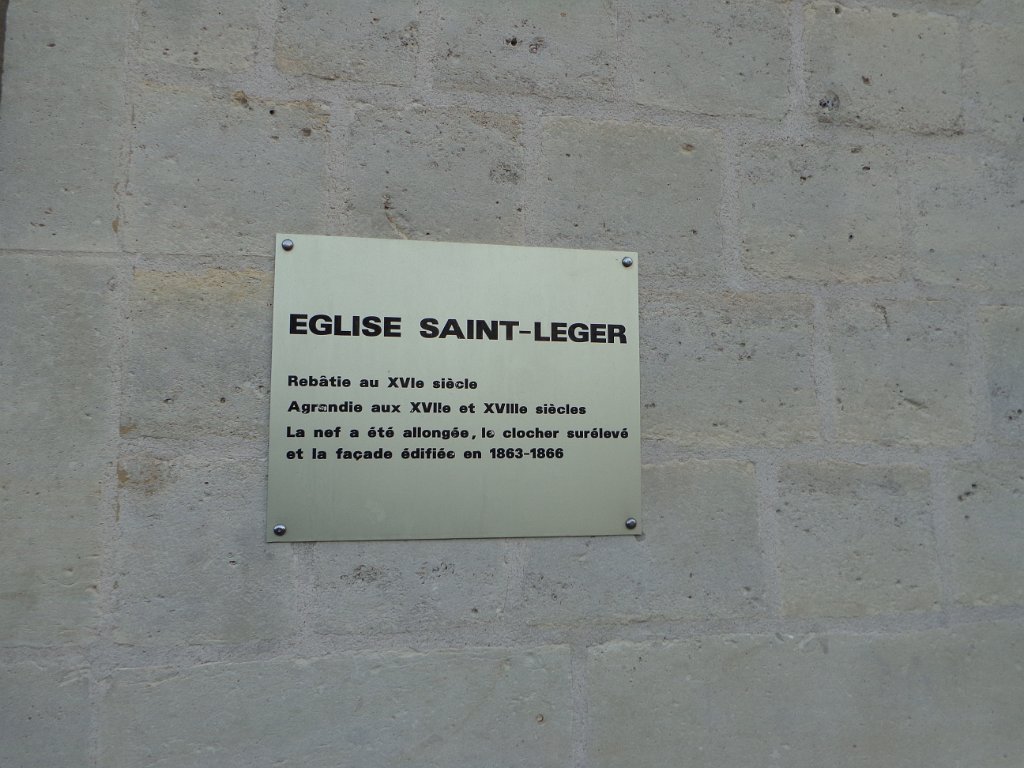 EGLISE SAINT-LEGER
Rebâtie au XVIe siècle
Agrandie aux XVIIe et XVIIIe siècles
La nef a été allongée, le clocher surélevé
et la façade édifiée en 1863-1866